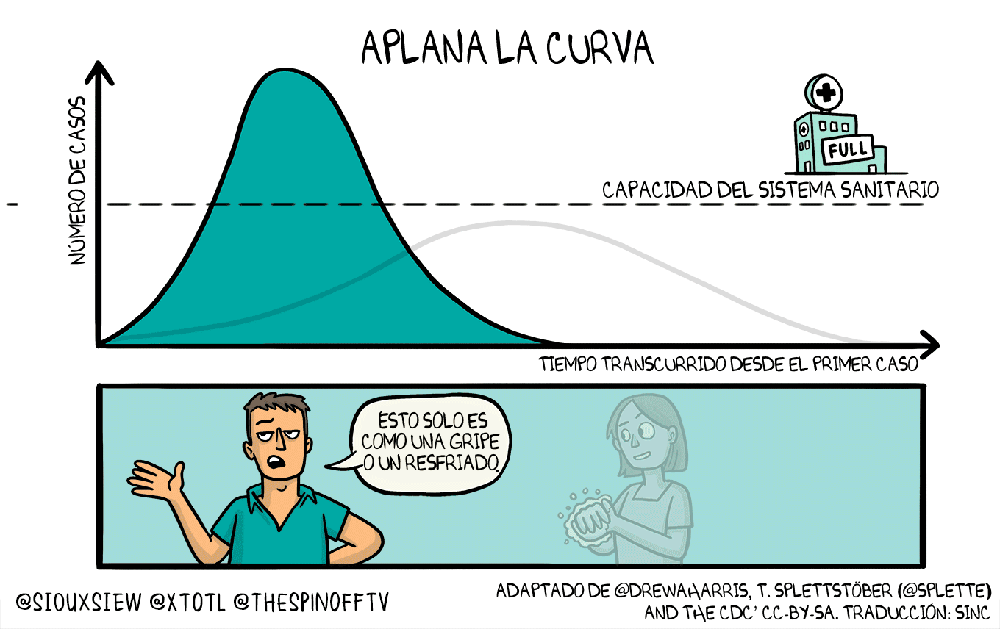 APLANA LA CURVA
NÚMERO DE CASOS
FULL
CAPACIDAD DEL SISTEMA SANITARIO
TIEMPO TRANSCURRIDO DESDE EL PRIMER CASO
ÉSTO SÓLO ES
COMO UNA GRIPE
O UN RESFRIADO.
@SIOUXSIEW @XTOTL @THESPINOFFTV
ADAPTADO DE @DREWAHARRIS, T. SPLETTSTÖBER (@SPLETTE)
AND THE CDC' CC-BY-SA. TRADUCCIÓN: SINC